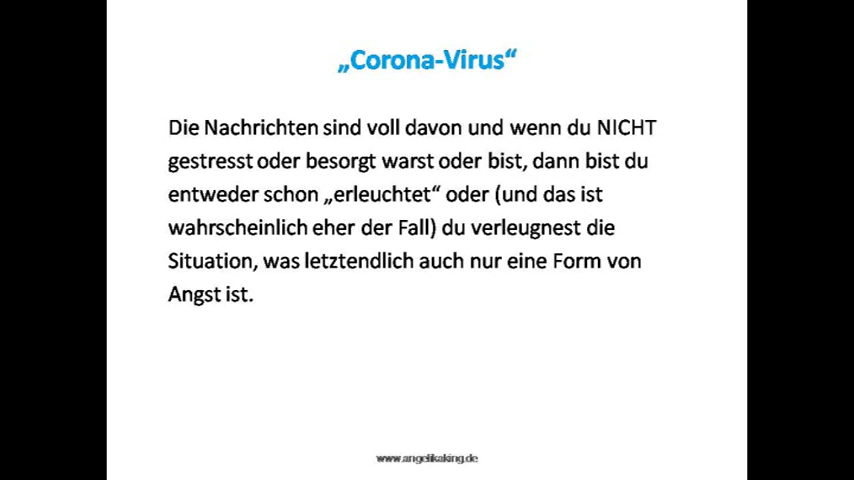 „Corona-Virus“
Die Nachrichten sind voll davon und wenn du NICHT
gestresst oder besorgt warst oder bist, dann bist du
entweder schon „erleuchtet“ oder (und das ist
wahrscheinlich eher der Fall) du verleugnest die
Situation, was letztendlich auch nur eine Form von
Angst ist.
www.angelikaking.de